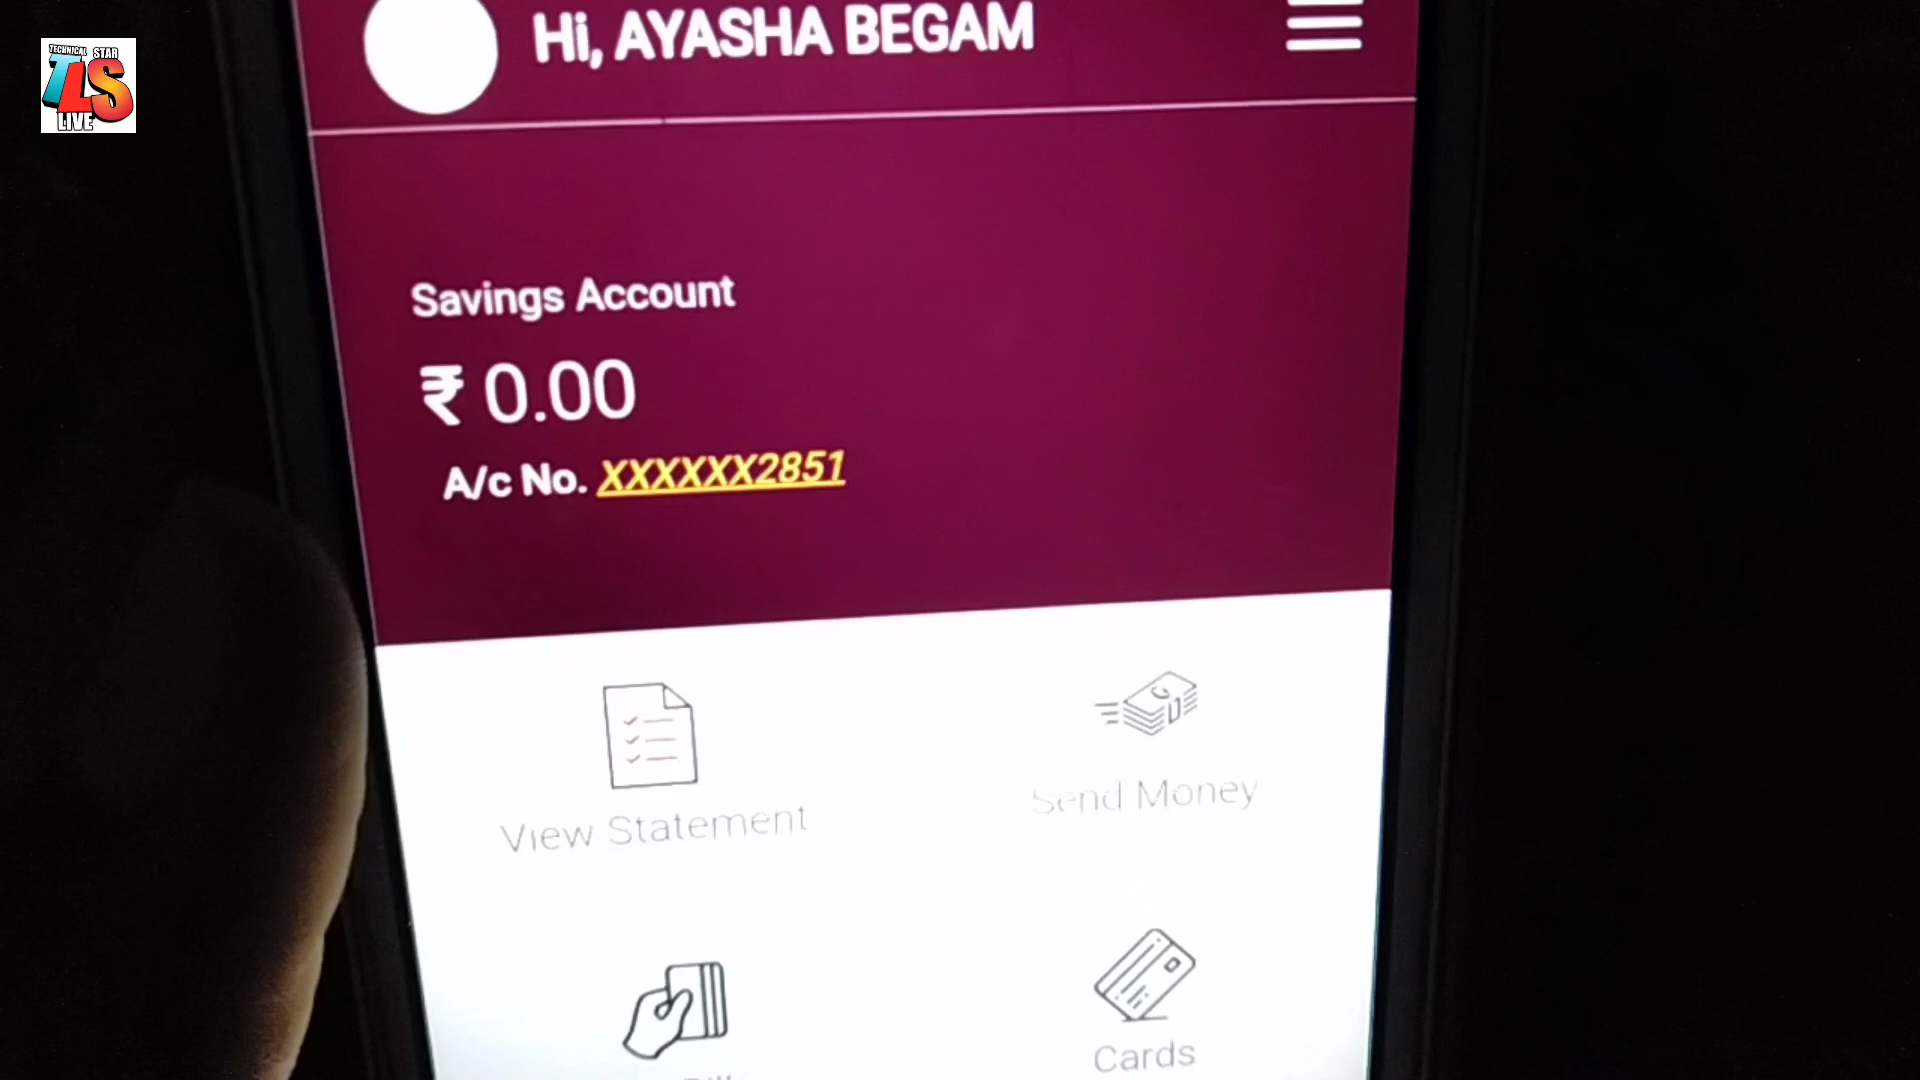 TECHNICAL STAR
TLS
LIVE
Hi, AYASHA BEGAM
Savings Account
₹ 0.00
A/c No. XXXXXX2851
View Statement
Send Money
Cards